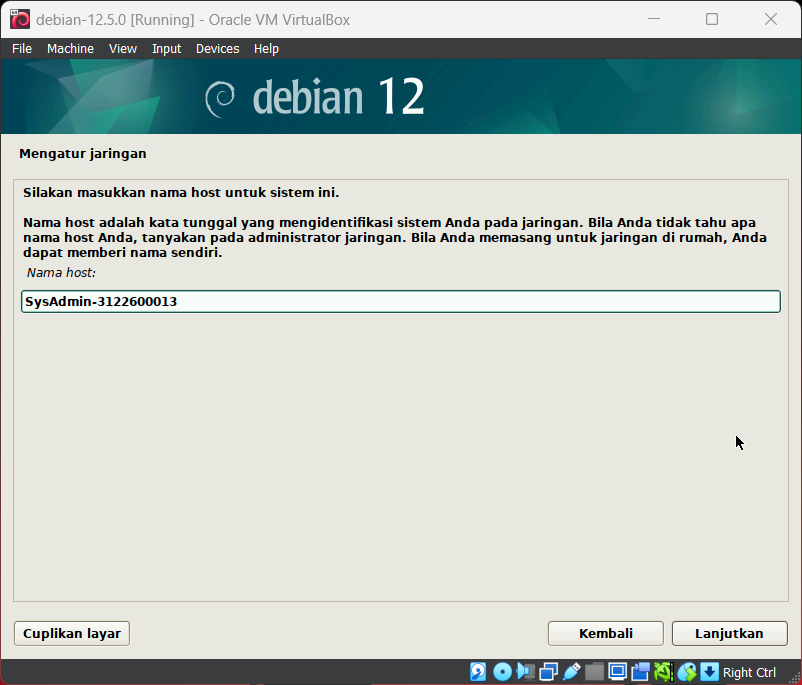 debian-12.5.0 [Running] - Oracle VM VirtualBox
File Machine View Input Devices Help
debian 12
Mengatur jaringan
Silakan masukkan nama host untuk sistem ini.
Nama host adalah kata tunggal yang mengidentifikasi sistem Anda pada jaringan. Bila Anda tidak tahu apa
nama host Anda, tanyakan pada administrator jaringan. Bila Anda memasang untuk jaringan di rumah, Anda
dapat memberi nama sendiri.
Nama host:
SysAdmin-3122600013
Cuplikan layar Kembali Lanjutkan
Right Ctrl